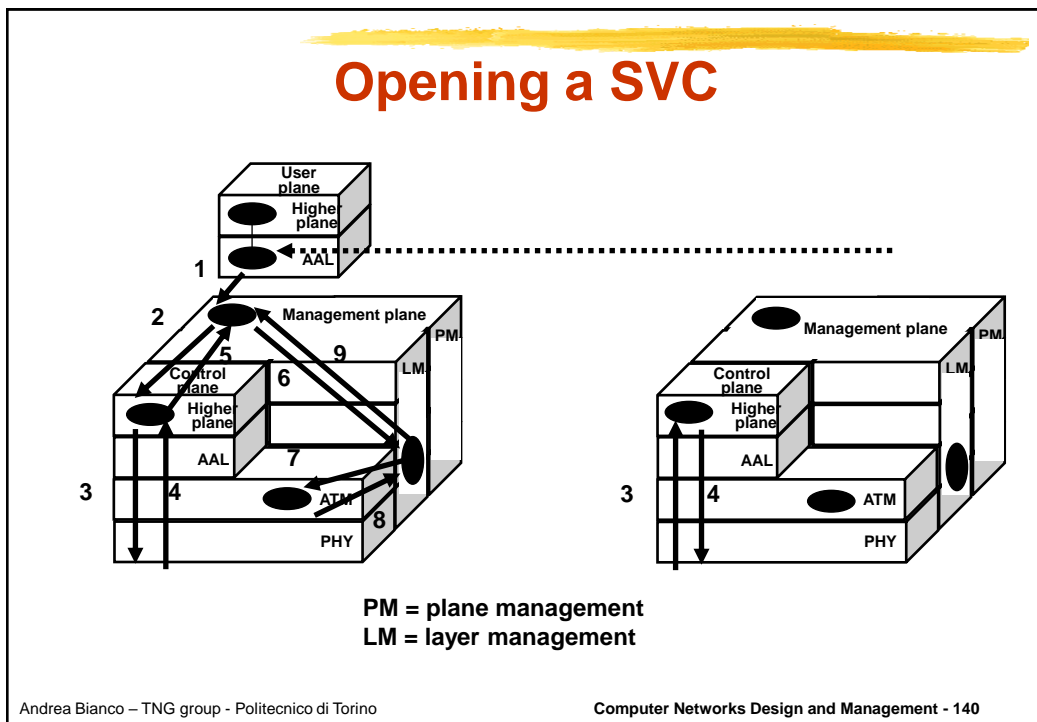 Opening a SVC
User
plane
Higher
plane
AAL
1
2
Management plane
PM
5
9
LM
Control
plane
6
Higher
plane
AAL
7
3
4
ATM
8
PHY
Management plane
PM
LM
Control
plane
Higher
plane
AAL
3
4
ATM
PHY
PM = plane management
LM = layer management
Andrea Bianco – TNG group - Politecnico di Torino
Computer Networks Design and Management - 140